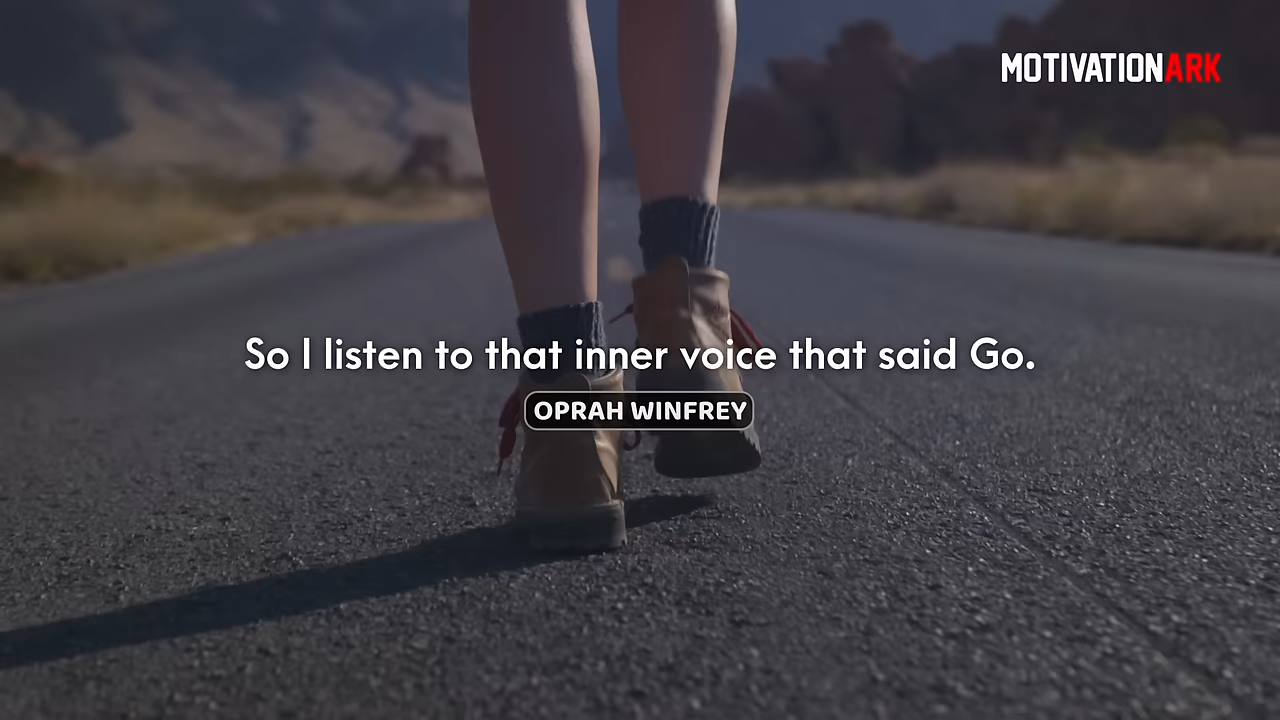 MOTIVATIONARK
So I listen to that inner voice that said Go.
OPRAH WINFREY